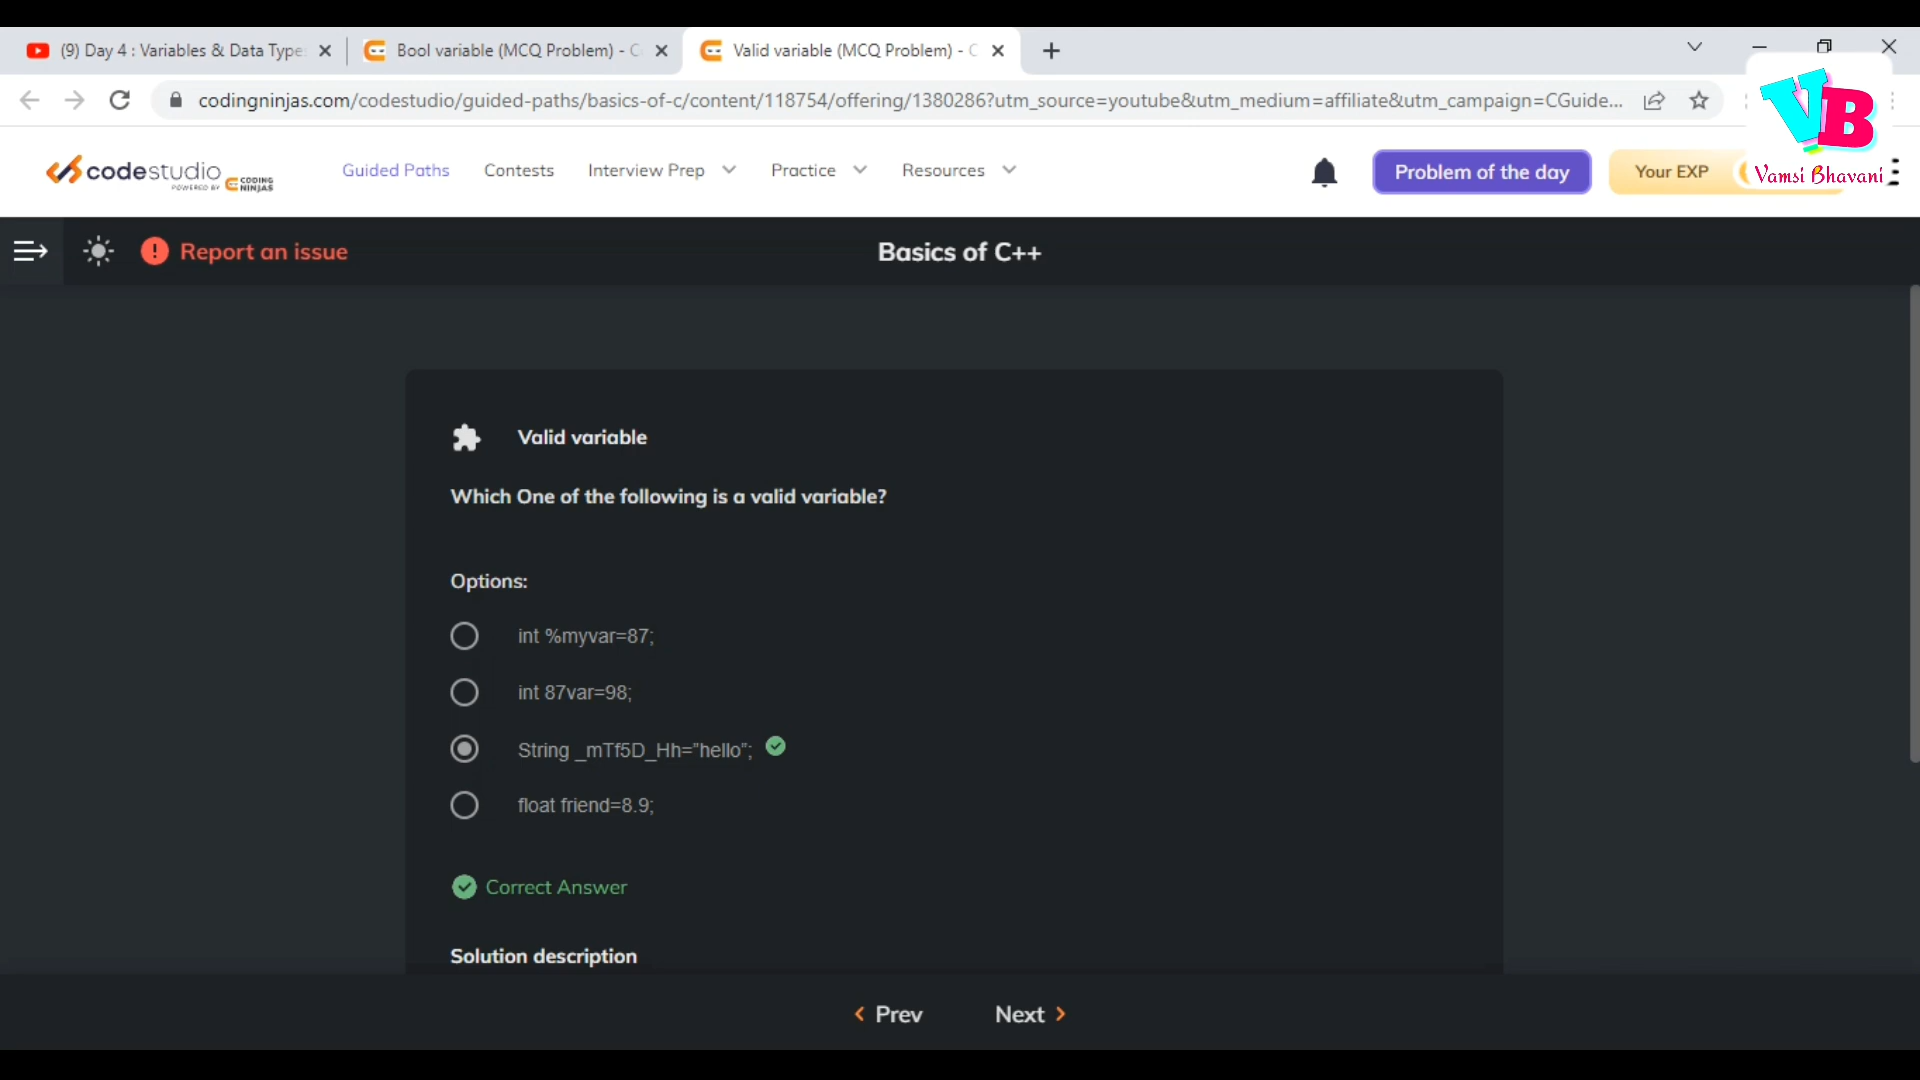 (9) Day 4 : Variables & Data Type
Bool variable (MCQ Problem) - C
Valid variable (MCQ Problem) - C
codingninjas.com/codestudio/guided-paths/basics-of-c/content/118754/offering/1380286?utm_source=youtube&utm_medium=affiliate&utm_campaign=CGuide...
VB
Vamsi Bhavani
codestudio
POWERED BY CODING NINJAS
Guided Paths
Contests
Interview Prep
Practice
Resources
Problem of the day
Your EXP
Report an issue
Basics of C++
Valid variable
Which One of the following is a valid variable?
Options:
int %myvar=87;
int 87var=98;
String _mTf5D_Hh="hello";
float friend=8.9;
Correct Answer
Solution description
Prev
Next